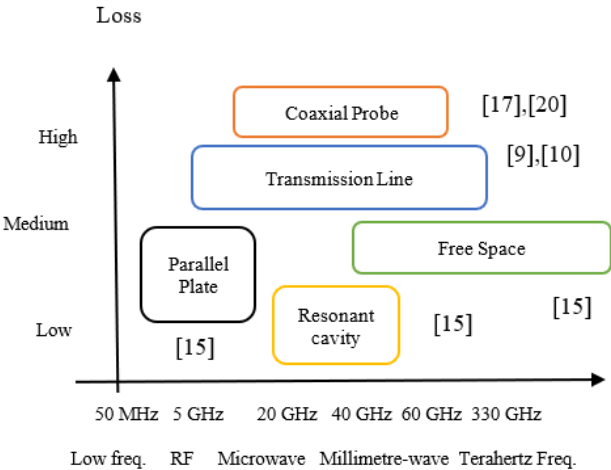 Loss
Coaxial Probe
[17],[20]
High
[9],[10]
Transmission Line
Medium
Free Space
Parallel
Plate
Resonant
cavity
[15]
[15]
Low
[15]
50 MHz 5 GHz 20 GHz 40 GHz 60 GHz 330 GHz
Low freq. RF Microwave Millimetre-wave Terahertz Freq.